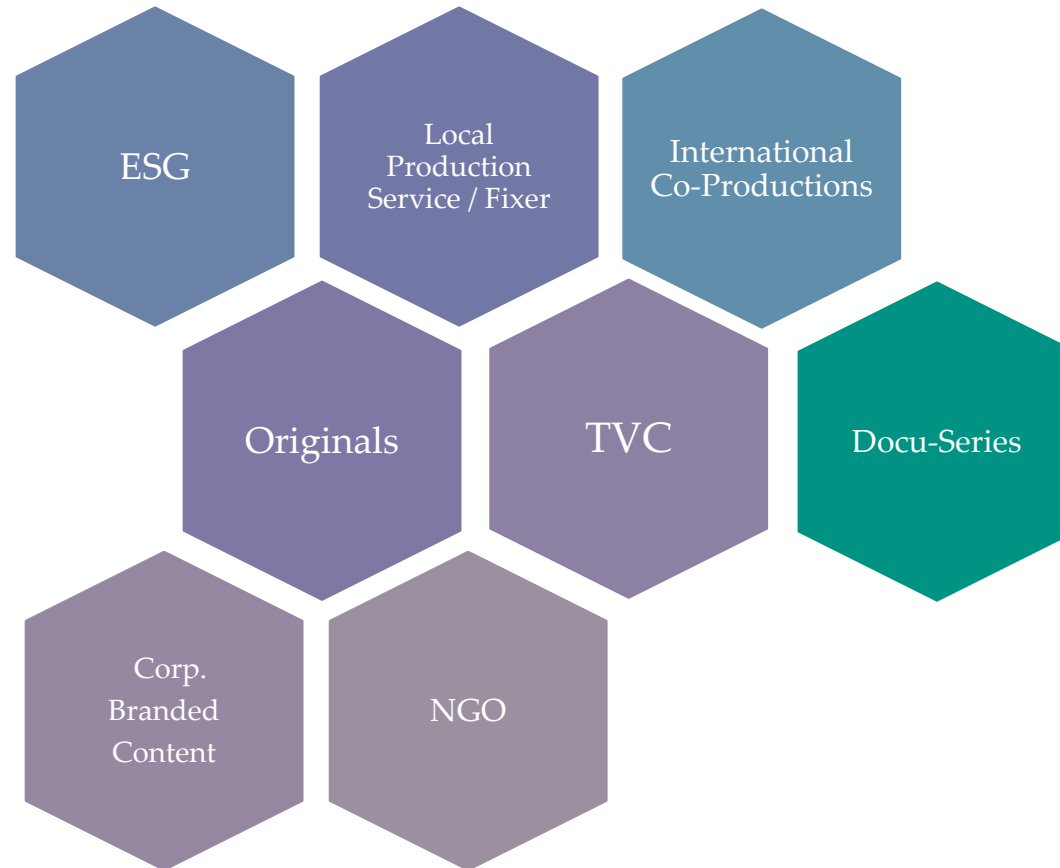 ESG
Local
Production
Service / Fixer
International
Co-Productions
Originals
TVC
Docu-Series
Corp.
Branded
Content
NGO